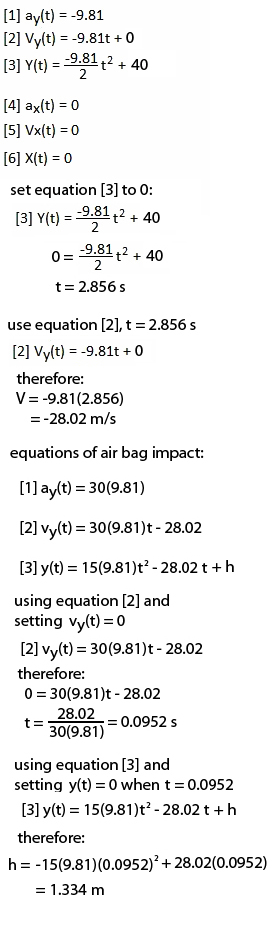 [1] ay(t) = -9.81
[2] Vy(t) = -9.81t + 0
[3] Y(t) = -9.81/2 t² + 40
[4] ax(t) = 0
[5] Vx(t) = 0
[6] X(t) = 0
set equation [3] to 0:
[3] Y(t) = -9.81/2 t² + 40
0 = -9.81/2 t² + 40
t = 2.856 s
use equation [2], t = 2.856 s
[2] Vy(t) = -9.81t + 0
therefore:
V = -9.81(2.856)
= -28.02 m/s
equations of air bag impact:
[1] ay(t) = 30(9.81)
[2] vy(t) = 30(9.81)t - 28.02
[3] y(t) = 15(9.81)t² - 28.02 t + h
using equation [2] and
setting vy(t) = 0
[2] vy(t) = 30(9.81)t - 28.02
therefore:
0 = 30(9.81)t - 28.02
t = 28.02/30(9.81) = 0.0952 s
using equation [3] and
setting y(t) = 0 when t = 0.0952
[3] y(t) = 15(9.81)t² - 28.02 t + h
therefore:
h = -15(9.81)(0.0952)² + 28.02(0.0952)
= 1.334 m